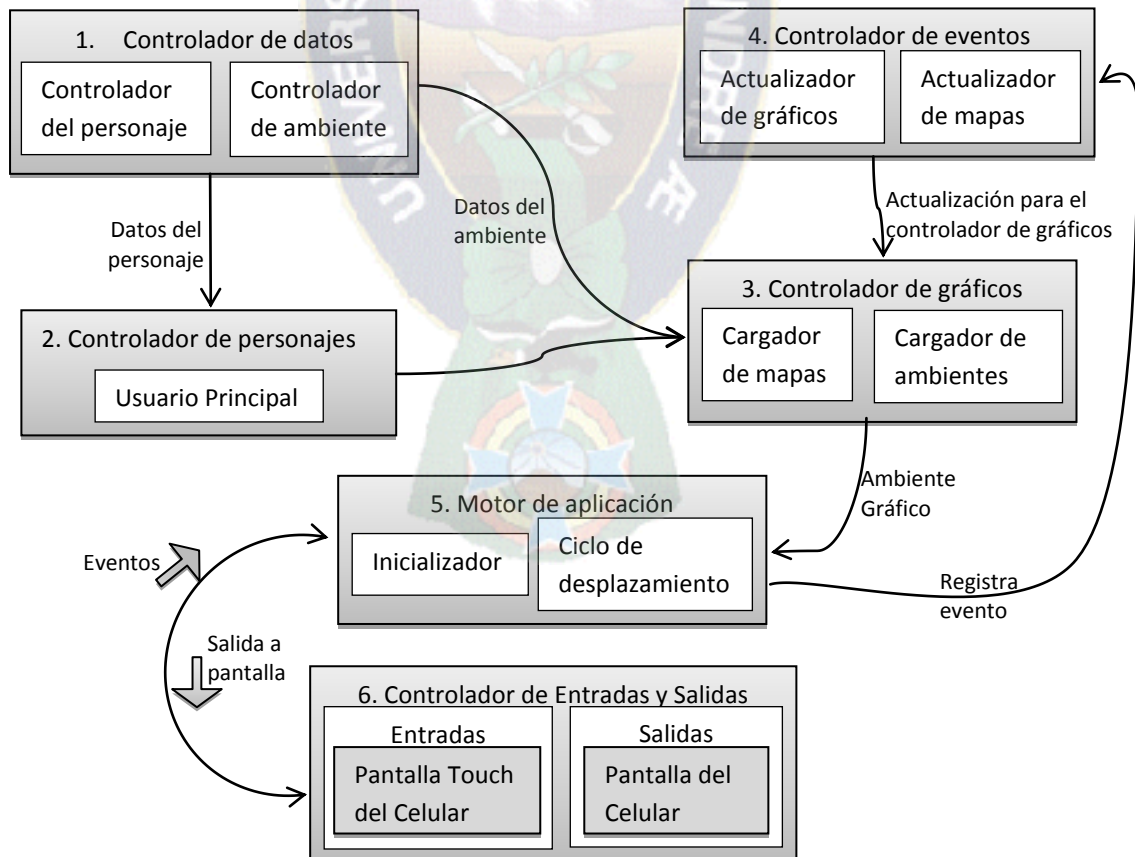 1. Controlador de datos
Controlador
del personaje
Controlador
de ambiente
4. Controlador de eventos
Actualizador
de gráficos
Actualizador
de mapas
Datos del
personaje
Datos del
ambiente
Actualización para el
controlador de gráficos
2. Controlador de personajes
Usuario Principal
3. Controlador de gráficos
Cargador
de mapas
Cargador de
ambientes
Ambiente
Gráfico
5. Motor de aplicación
Inicializador
Ciclo de
desplazamiento
Eventos
Registra
evento
Salida a
pantalla
6. Controlador de Entradas y Salidas
Entradas
Pantalla Touch
del Celular
Salidas
Pantalla del
Celular